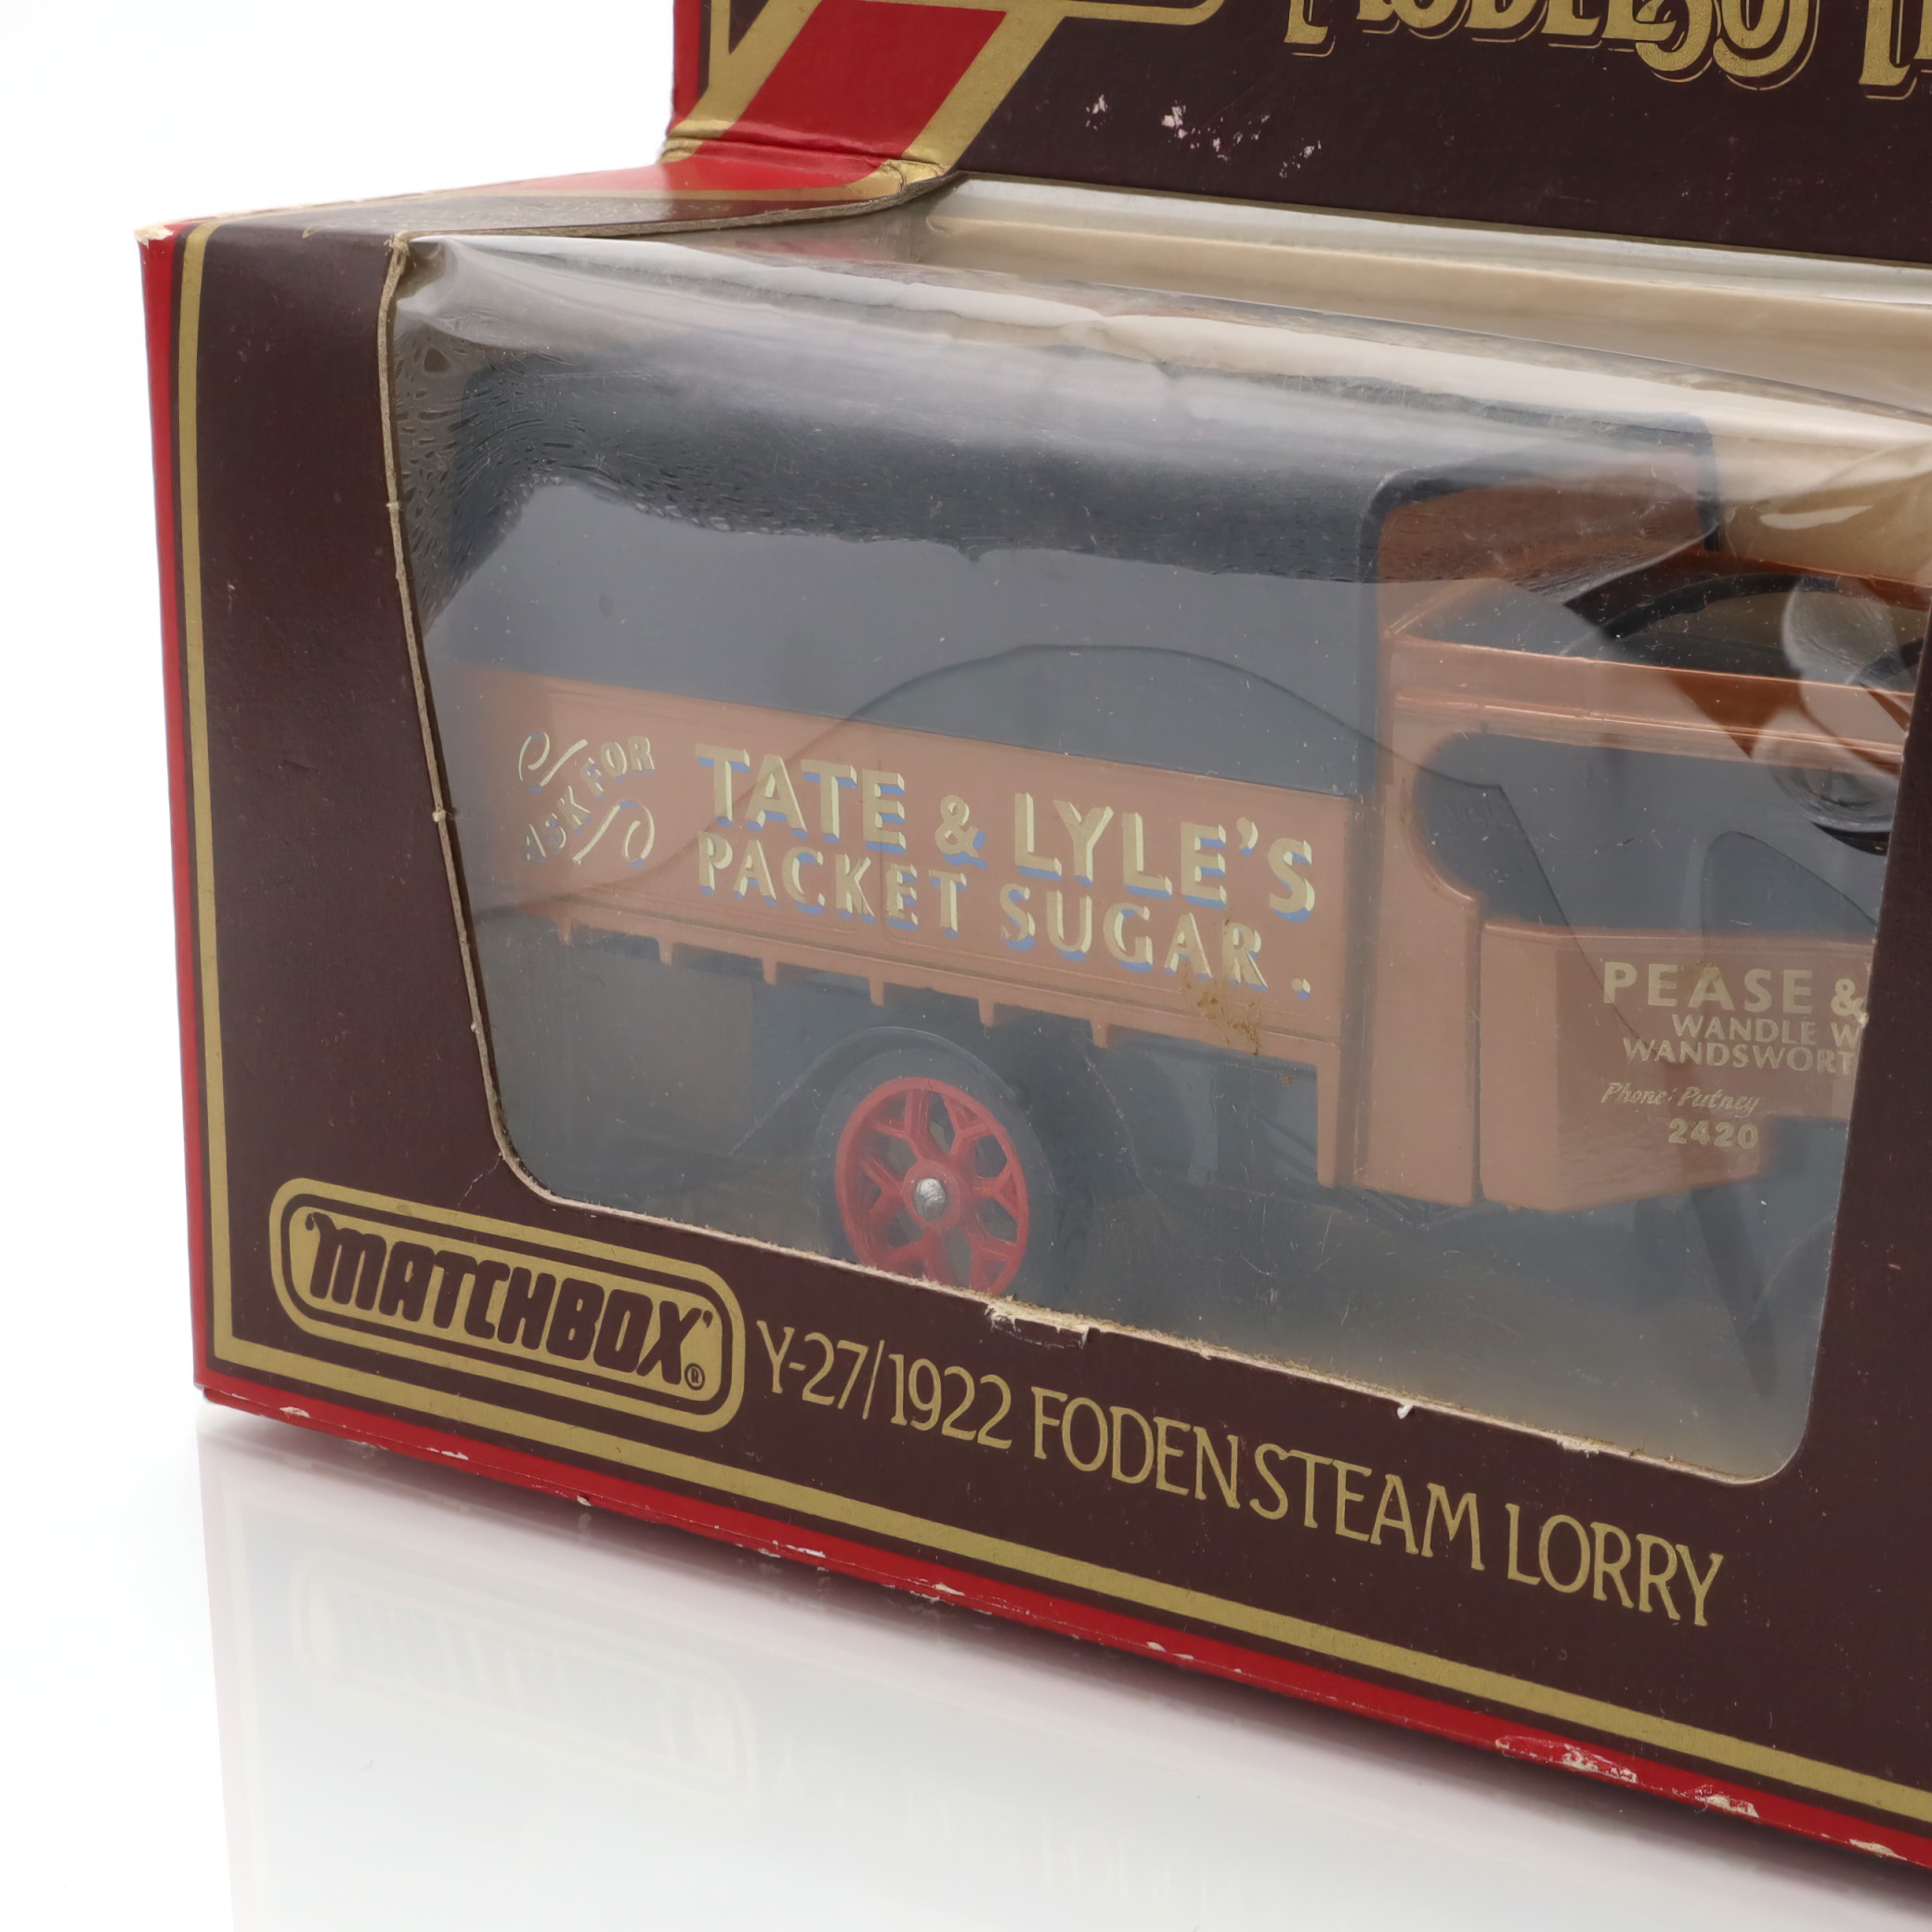 ASK FOR
TATE & LYLE'S
PACKET SUGAR.
PEASE &
WANDLE W
WANDSWORT
Phone: Putney
2420
MATCHBOX®
Y-27/1922 FODEN STEAM LORRY